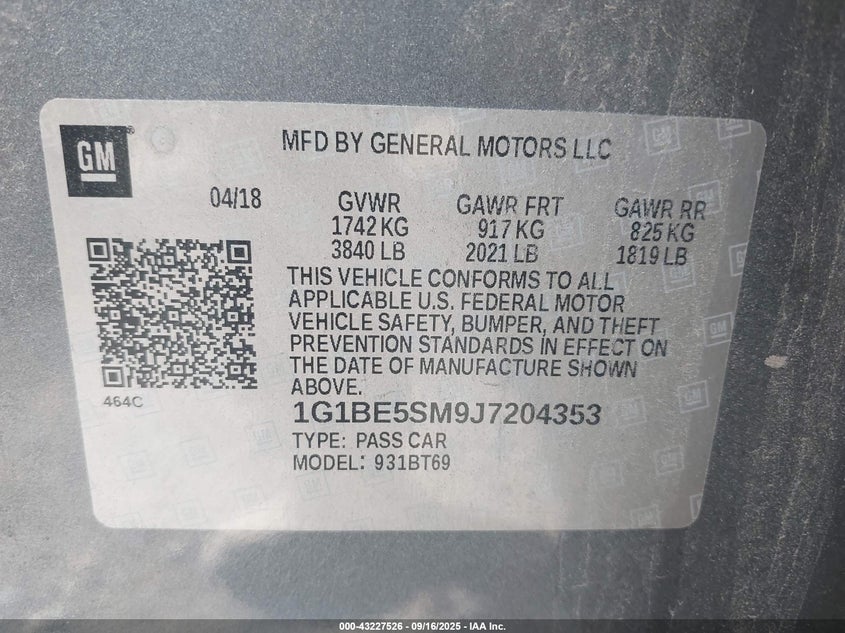 GM
MFD BY GENERAL MOTORS LLC
04/18
GVWR
1742 KG
3840 LB
GAWR FRT
917 KG
2021 LB
GAWR RR
825 KG
1819 LB
THIS VEHICLE CONFORMS TO ALL
APPLICABLE U.S. FEDERAL MOTOR
VEHICLE SAFETY, BUMPER, AND THEFT
PREVENTION STANDARDS IN EFFECT ON
THE DATE OF MANUFACTURE SHOWN
ABOVE.
464C
1G1BE5SM9J7204353
TYPE: PASS CAR
MODEL: 931BT69
000-43227526 - 09/16/2025 - IAA Inc.